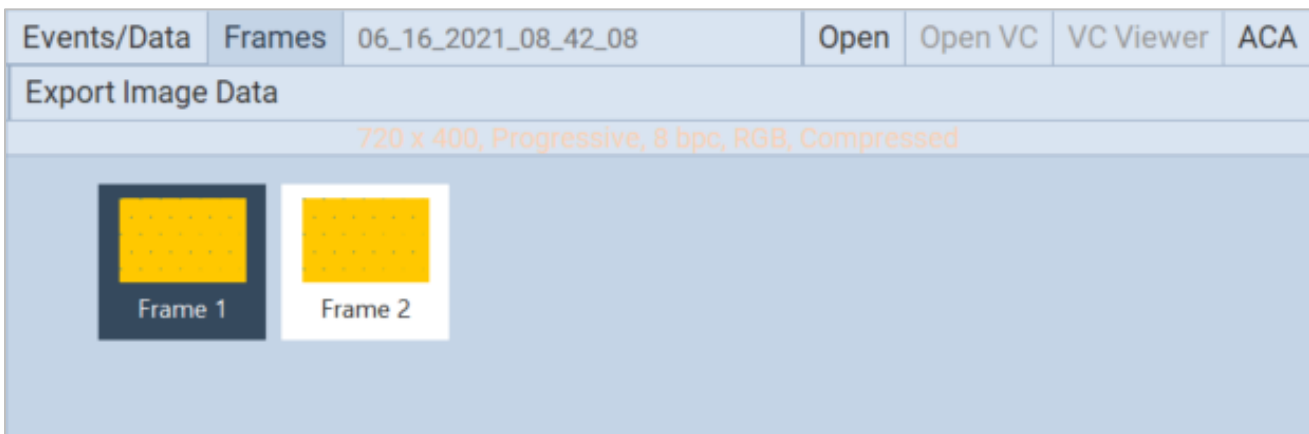 Events/Data Frames 06_16_2021_08_42_08 Open Open VC VC Viewer ACA
Export Image Data
720 x 400, Progressive, 8 bpc, RGB, Compressed
Frame 1 Frame 2